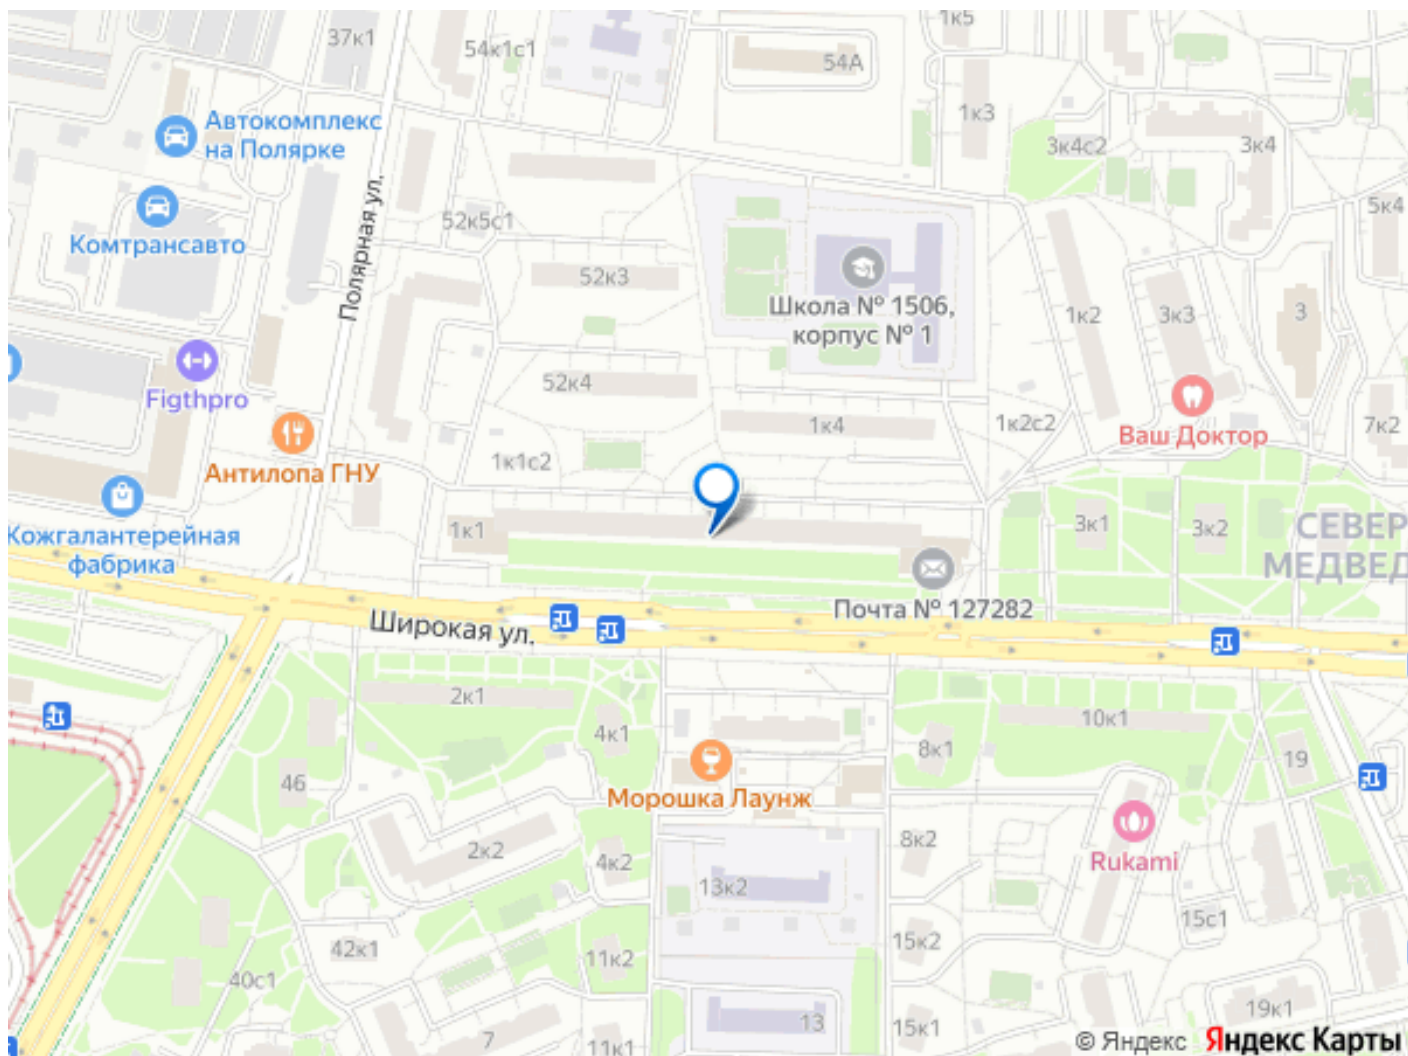 37к1
54к1с1
1к5
54А
1к3
Автокомплекс
на Полярке
3к4с2
3к4
5к4
Комтрансавто
Полярная ул.
52к5с1
52к3
Школа № 1506,
корпус № 1
1к2
3к3
3
Figthpro
52к4
1к4
1к2с2
Ваш Доктор
7к2
Антилопа ГНУ
1к1с2
Кожгалантерейная
фабрика
1к1
3к1
3к2
СЕВЕР
МЕДВЕД
Почта № 127282
Широкая ул.
2к1
4к1
10к1
8к1
19
46
Морошка Лаунж
2к2
4к2
8к2
Rukami
13к2
15с1
42к1
11к2
15к2
40с1
19к1
7
11к1
13
15к1
© Яндекс Яндекс Карты